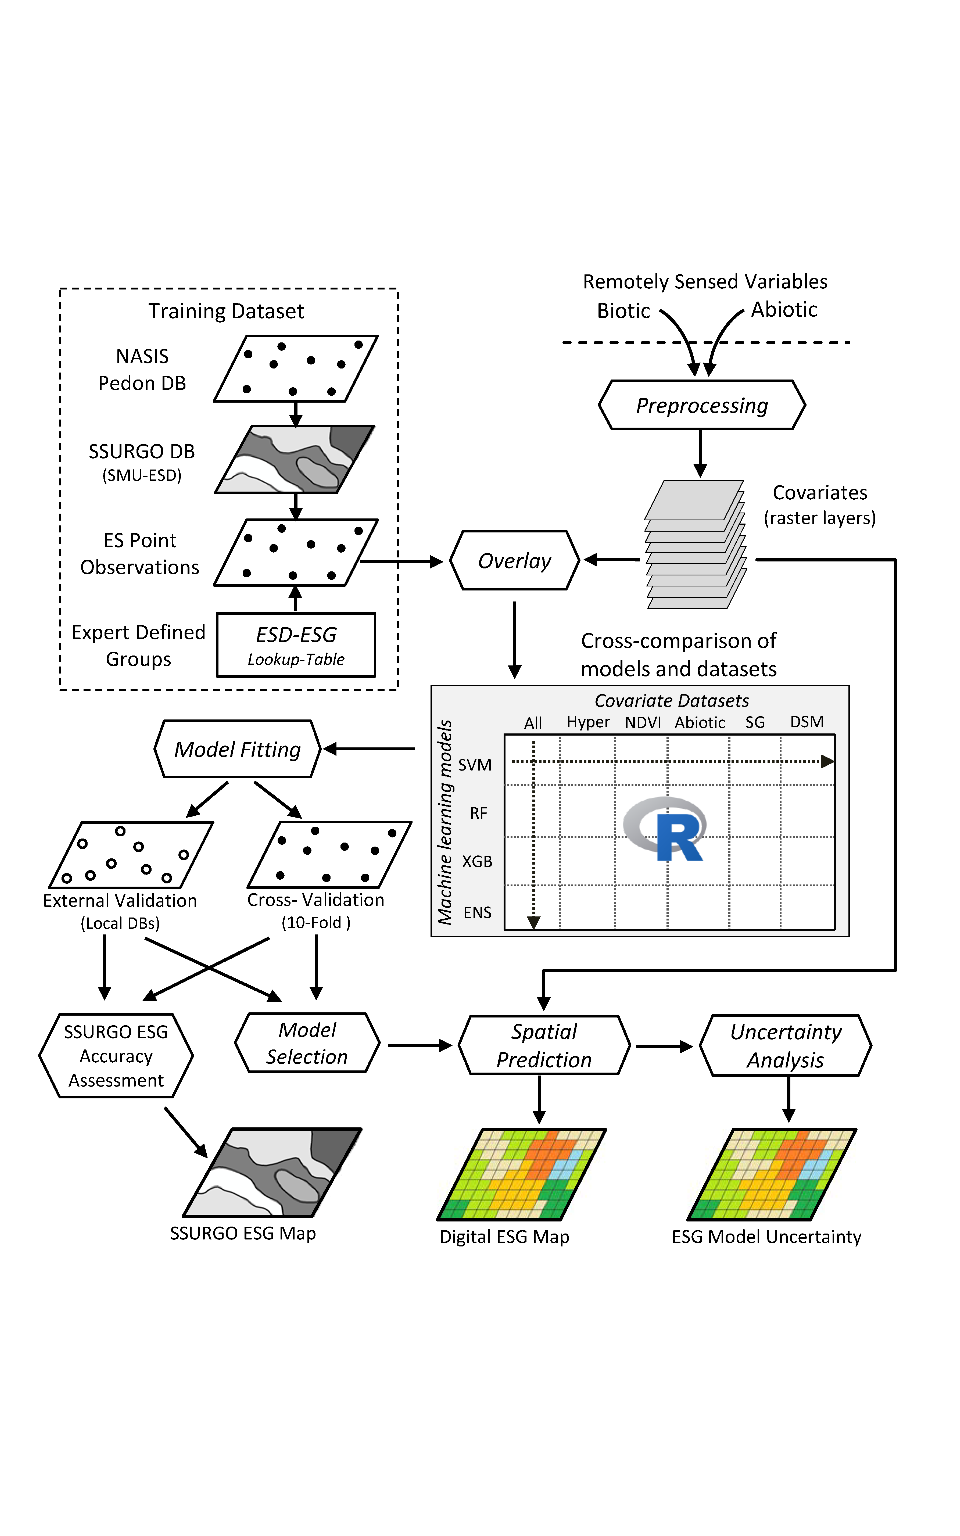 Remotely Sensed Variables
Biotic
Abiotic
Training Dataset
NASIS
Pedon DB
Preprocessing
SSURGO DB
(SMU-ESD)
Covariates
(raster layers)
ES Point
Observations
Overlay
Expert Defined
Groups
ESD-ESG
Lookup-Table
Cross-comparison of
models and datasets
Covariate Datasets
All Hyper NDVI Abiotic SG DSM
Machine learning models
SVM
RF
XGB
ENS
R
Model Fitting
External Validation
(Local DBs)
Cross- Validation
(10-Fold )
SSURGO ESG
Accuracy
Assessment
Model
Selection
Spatial
Prediction
Uncertainty
Analysis
SSURGO ESG Map
Digital ESG Map
ESG Model Uncertainty